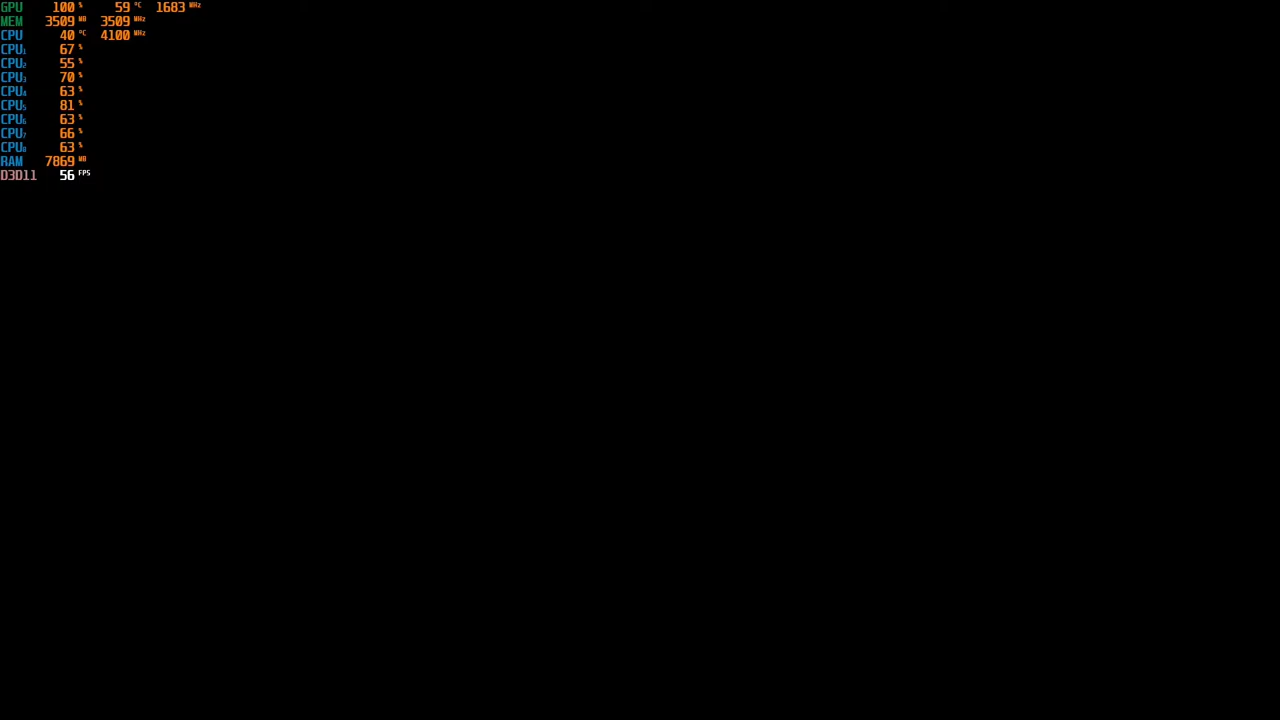 GPU 100 % 59 °C 1683 MHz
MEM 3509 MB 3509 MHz
CPU 40 °C 4100 MHz
CPU1 67 %
CPU2 55 %
CPU3 70 %
CPU4 63 %
CPU5 81 %
CPU6 63 %
CPU7 66 %
CPU8 63 %
RAM 7869 MB
D3D11 56 FPS